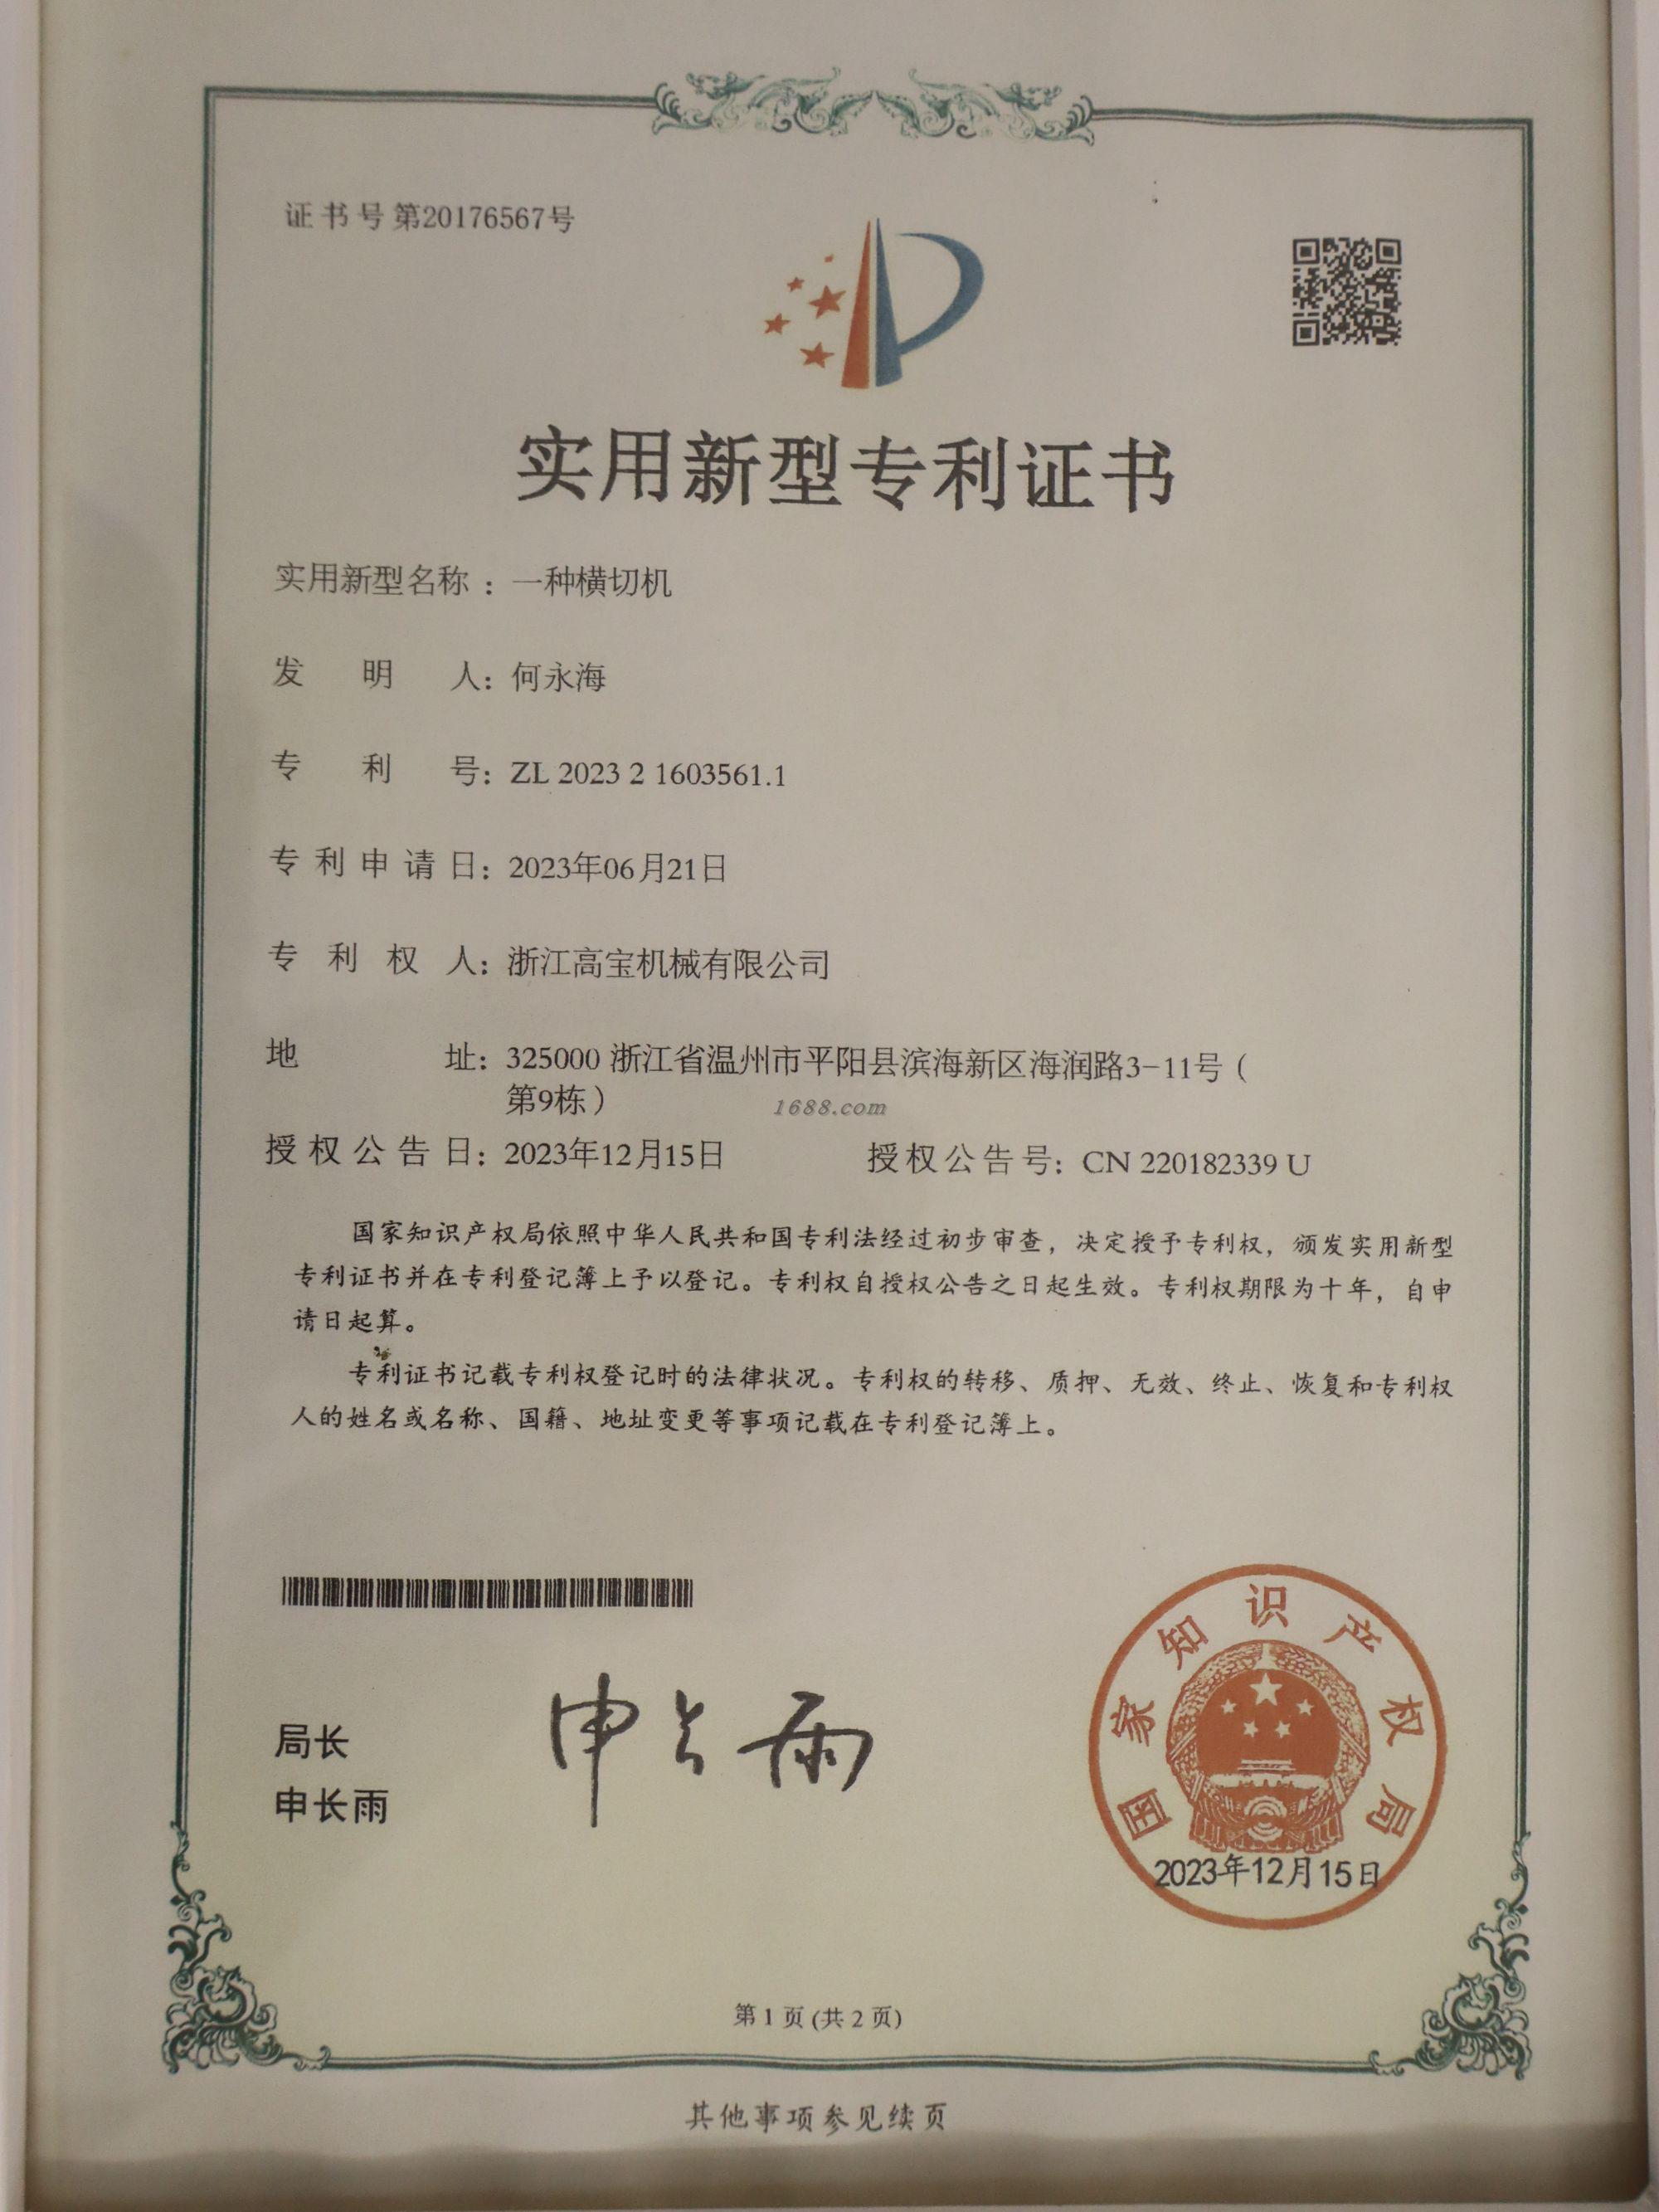 证书号第20176567号
实用新型专利证书
实用新型名称：一种横切机
发明人：何永海
专利号：ZL 2023 2 1603561.1
专利申请日：2023年06月21日
专利权人：浙江高宝机械有限公司
地址：325000 浙江省温州市平阳县滨海新区海润路3-11号（
第9栋）
1688.com
授权公告日：2023年12月15日 授权公告号：CN 220182339 U
国家知识产权局依照中华人民共和国专利法经过初步审查，决定授予专利权，颁发实用新型
专利证书并在专利登记簿上予以登记。专利权自授权公告之日起生效。专利权期限为十年，自申
请日起算。
专利证书记载专利权登记时的法律状况。专利权的转移、质押、无效、终止、恢复和专利权
人的姓名或名称、国籍、地址变更等事项记载在专利登记簿上。
局长
申长雨
申长雨
国家知识产权局
2023年12月15日
第1页(共2页)
其他事项参见续页